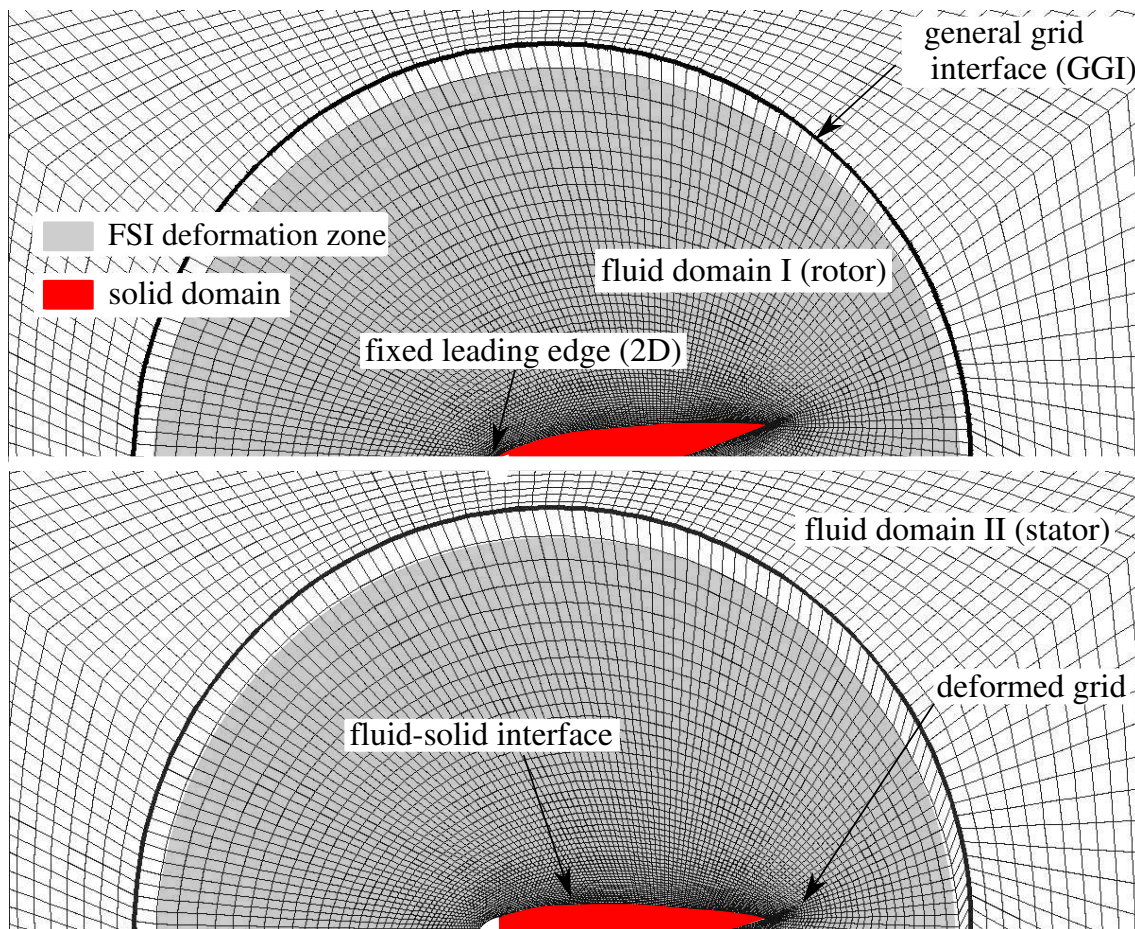 general grid
interface (GGI)
FSI deformation zone
fluid domain I (rotor)
solid domain
fixed leading edge (2D)
fluid domain II (stator)
deformed grid
fluid-solid interface